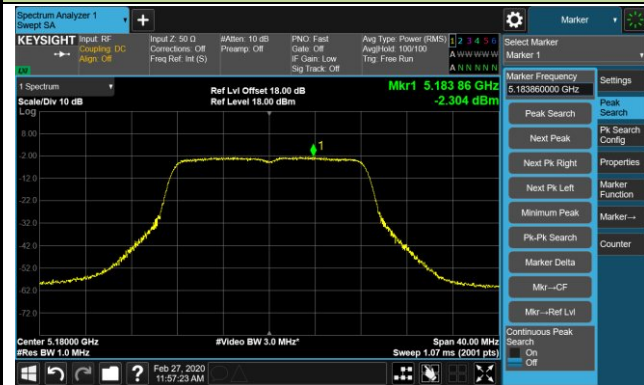 Spectrum Analyzer 1
Swept SA
+
Marker
KEYSIGHT
Input: RF
Coupling: DC
Align: Off
Input Z: 50 Ω
Corrections: Off
Freq Ref: Int (S)
#Atten: 10 dB
Preamp: Off
PNO: Fast
Gate: Off
IF Gain: Low
Sig Track: Off
Avg Type: Power (RMS)
Avg|Hold: 100/100
Trig: Free Run
1 2 3 4 5 6
A W W W W W
A N N N N N
Select Marker
Marker 1
LXI
1 Spectrum
Scale/Div 10 dB
Log
Ref Lvl Offset 18.00 dB
Ref Level 18.00 dBm
Mkr1 5.183 86 GHz
-2.304 dBm
8.00
-2.00
-12.0
-22.0
-32.0
-42.0
-52.0
-62.0
-72.0
1
Center 5.18000 GHz
#Res BW 1.0 MHz
#Video BW 3.0 MHz*
Span 40.00 MHz
Sweep 1.07 ms (2001 pts)
Marker Frequency
5.183860000 GHz
Peak Search
Next Peak
Next Pk Right
Next Pk Left
Minimum Peak
Pk-Pk Search
Marker Delta
Mkr→CF
Mkr→Ref Lvl
Continuous Peak
Search
On
Off
Settings
Peak
Search
Pk Search
Config
Properties
Marker
Function
Marker→
Counter
?
Feb 27, 2020
11:57:23 AM